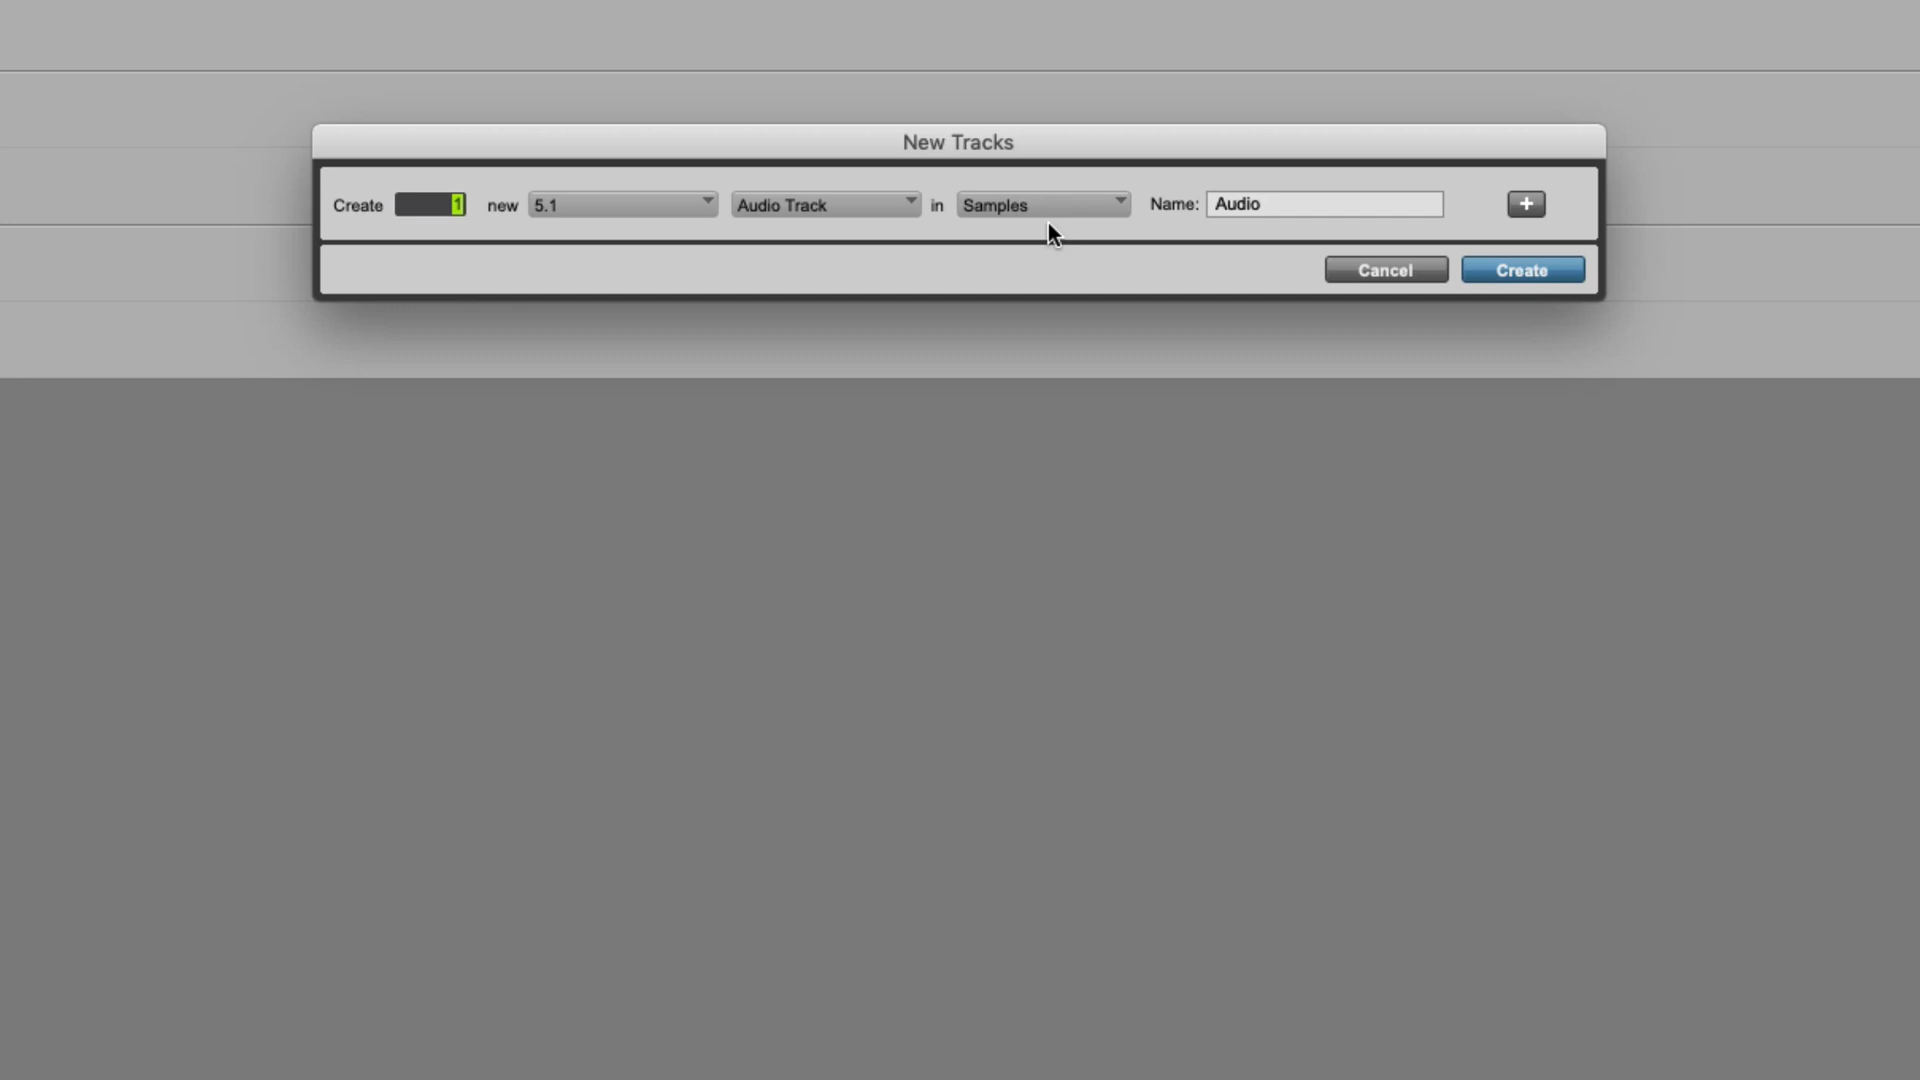 New Tracks
Create 1 new 5.1 Audio Track in Samples Name: Audio +
Cancel Create